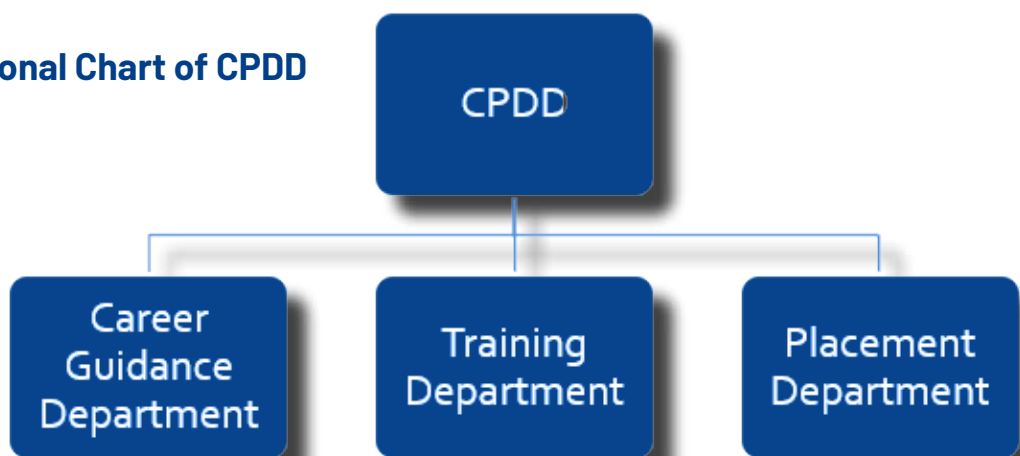 onal Chart of CPDD
CPDD
Career
Guidance
Department
Training
Department
Placement
Department